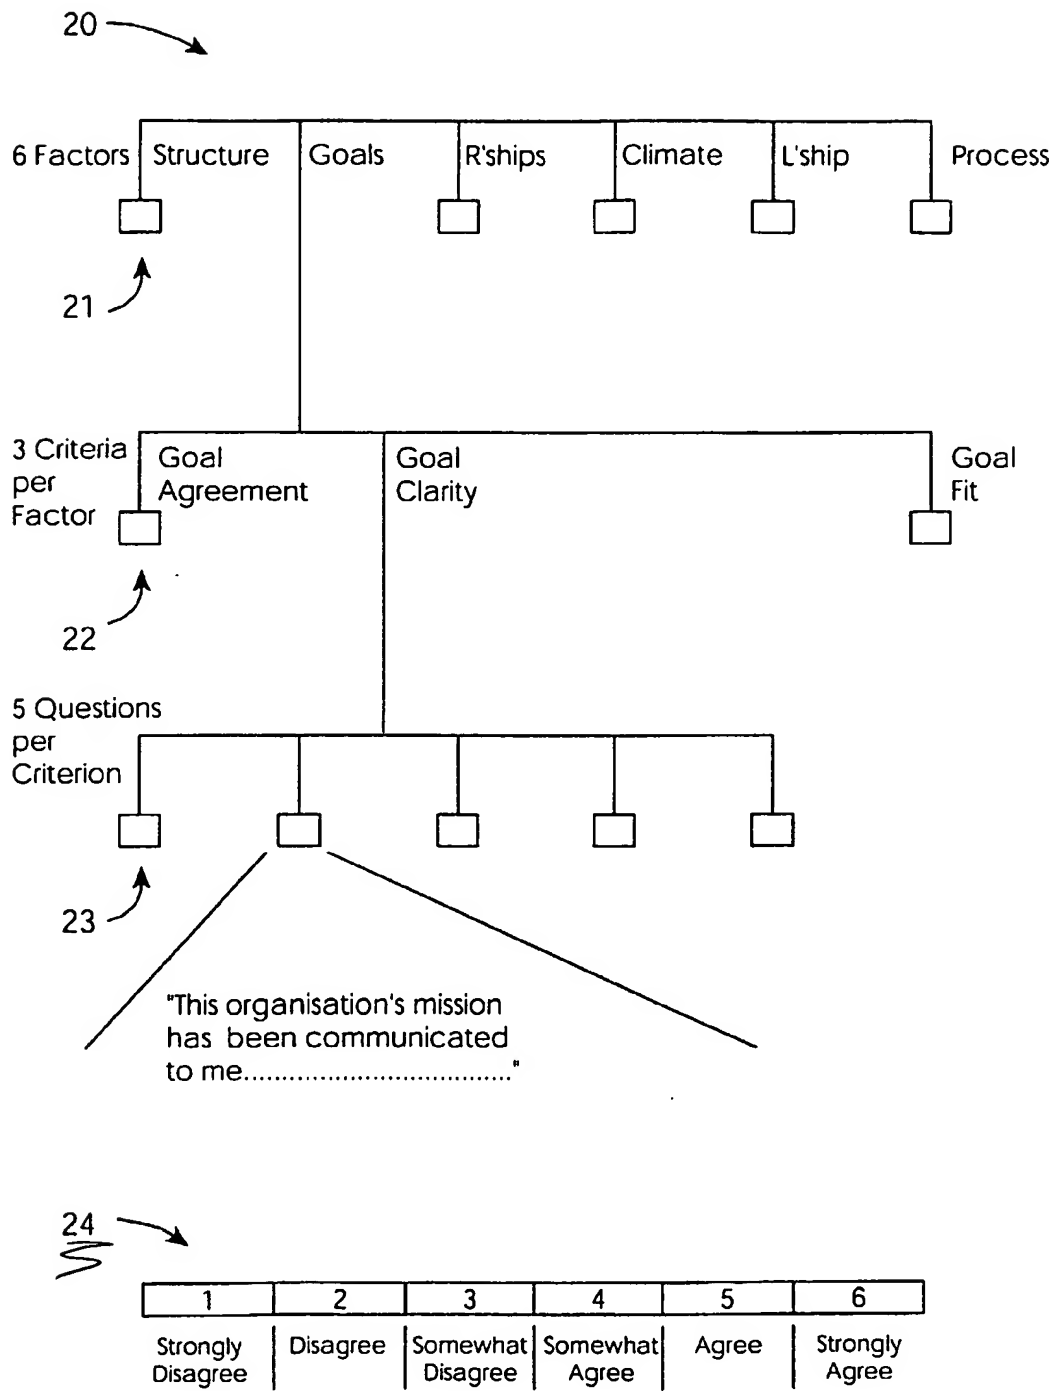 20
6 Factors Structure Goals R'ships Climate L'ship Process
21
3 Criteria
per
Factor
Goal
Agreement
Goal
Clarity
Goal
Fit
22
5 Questions
per
Criterion
23
"This organisation's mission
has been communicated
to me..................................."
24
1 2 3 4 5 6
Strongly
Disagree
Disagree
Somewhat
Disagree
Somewhat
Agree
Agree
Strongly
Agree